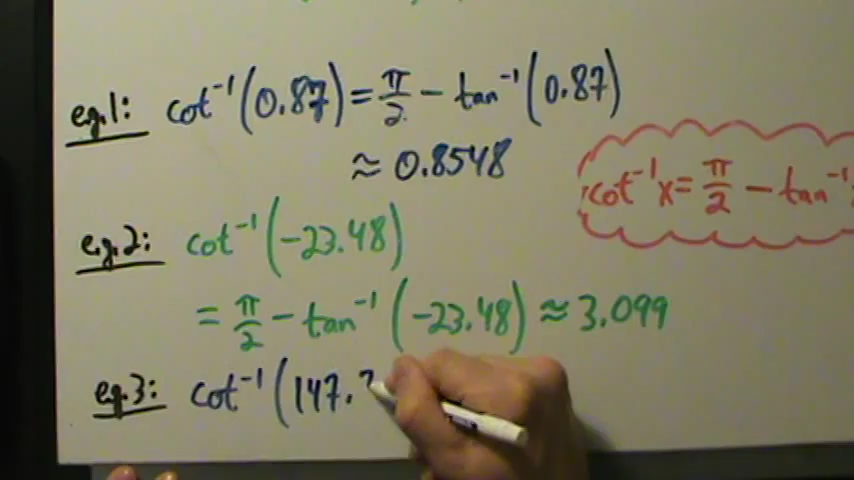 eg.1: cot⁻¹(0.87) = π/2 − tan⁻¹(0.87)
≈ 0.8548
cot⁻¹x = π/2 − tan⁻¹
e.g.2: cot⁻¹(−23.48)
= π/2 − tan⁻¹(−23.48) ≈ 3.099
eg.3: cot⁻¹(147.